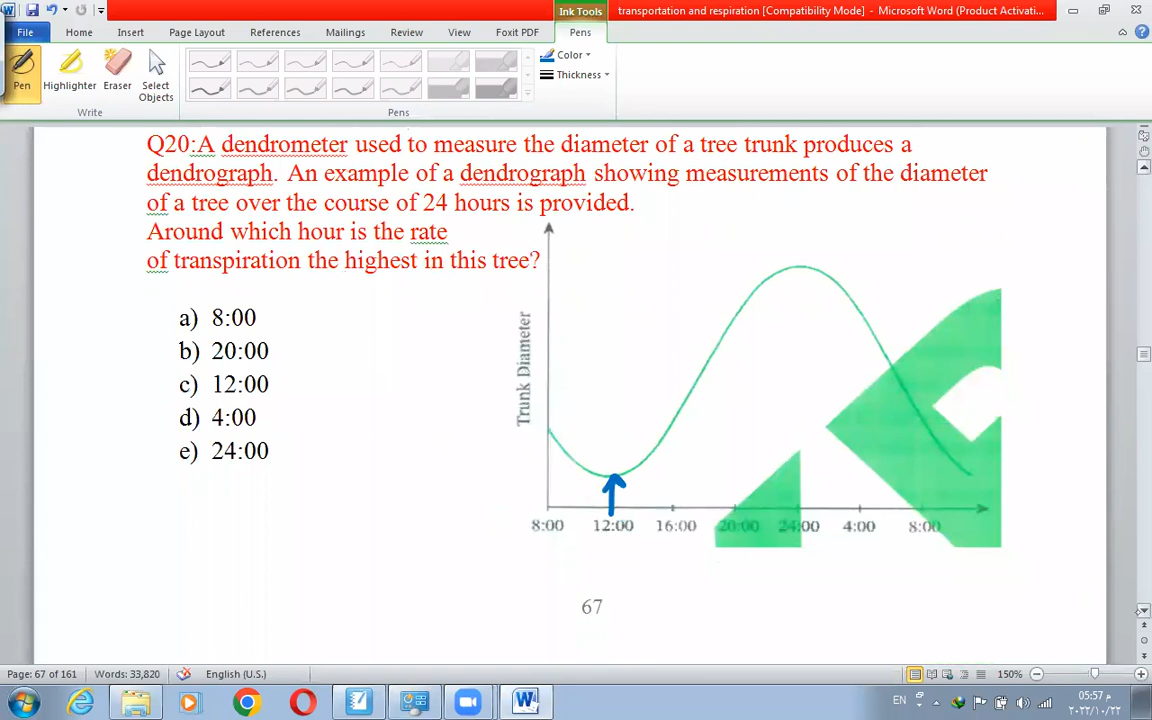 Ink Tools
transportation and respiration [Compatibility Mode] - Microsoft Word (Product Activati...
File Home Insert Page Layout References Mailings Review View Foxit PDF Pens
Pen Highlighter Eraser Select Objects
Color
Thickness
Write
Pens
Q20:A dendrometer used to measure the diameter of a tree trunk produces a
dendrograph. An example of a dendrograph showing measurements of the diameter
of a tree over the course of 24 hours is provided.
Around which hour is the rate
of transpiration the highest in this tree?
a) 8:00
b) 20:00
c) 12:00
d) 4:00
e) 24:00
Trunk Diameter
8:00 12:00 16:00 20:00 24:00 4:00 8:00
67
Page: 67 of 161 Words: 33,820 English (U.S.) 150%
EN
05:57 م
٢٠٢٢/١٠/٢٢